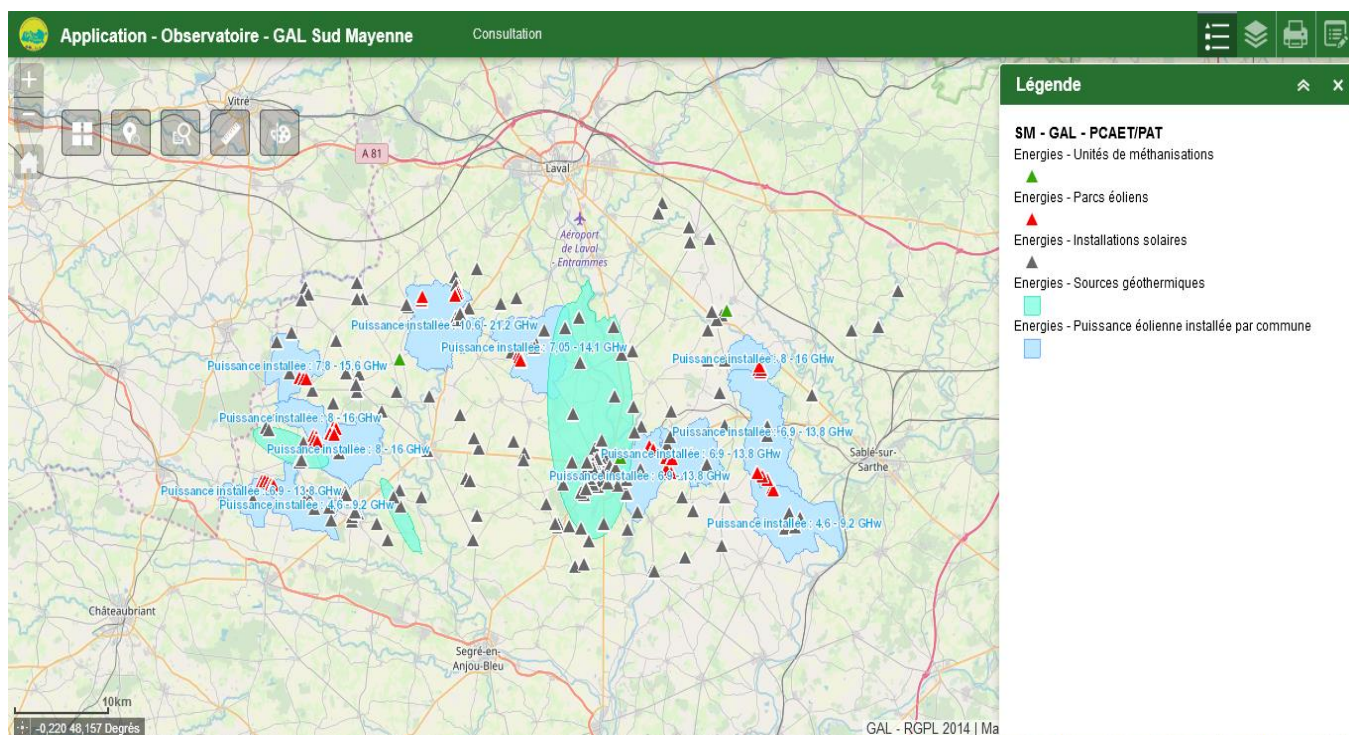 Application - Observatoire - GAL Sud Mayenne
Consultation
+
Vitré
A 81
Laval
Aéroport
de Laval
- Entrammes
Puissance installée : 10,6 - 21,2 GHw
Puissance installée : 7,05 - 14,1 GHw
Puissance installée : 7,8 - 15,6 GHw
Puissance installée : 8 - 16 GHw
Puissance installée : 8 - 16 GHw
Puissance installée : 6,9 - 13,8 GHw
Puissance installée : 8 - 16 GHw
Puissance installée : 6,9 - 13,8 GHw
Sablé-sur-
Sarthe
Puissance installée : 6,9 - 13,8 GHw
Puissance installée : 6,9 - 13,8 GHw
Puissance installée : 4,6 - 9,2 GHw
Puissance installée : 4,6 - 9,2 GHw
Châteaubriant
Segré-en-
Anjou-Bleu
10km
-0,220 48,157 Degrés
GAL - RGPL 2014 | Ma
Légende
SM - GAL - PCAET/PAT
Energies - Unités de méthanisations
Energies - Parcs éoliens
Energies - Installations solaires
Energies - Sources géothermiques
Energies - Puissance éolienne installée par commune